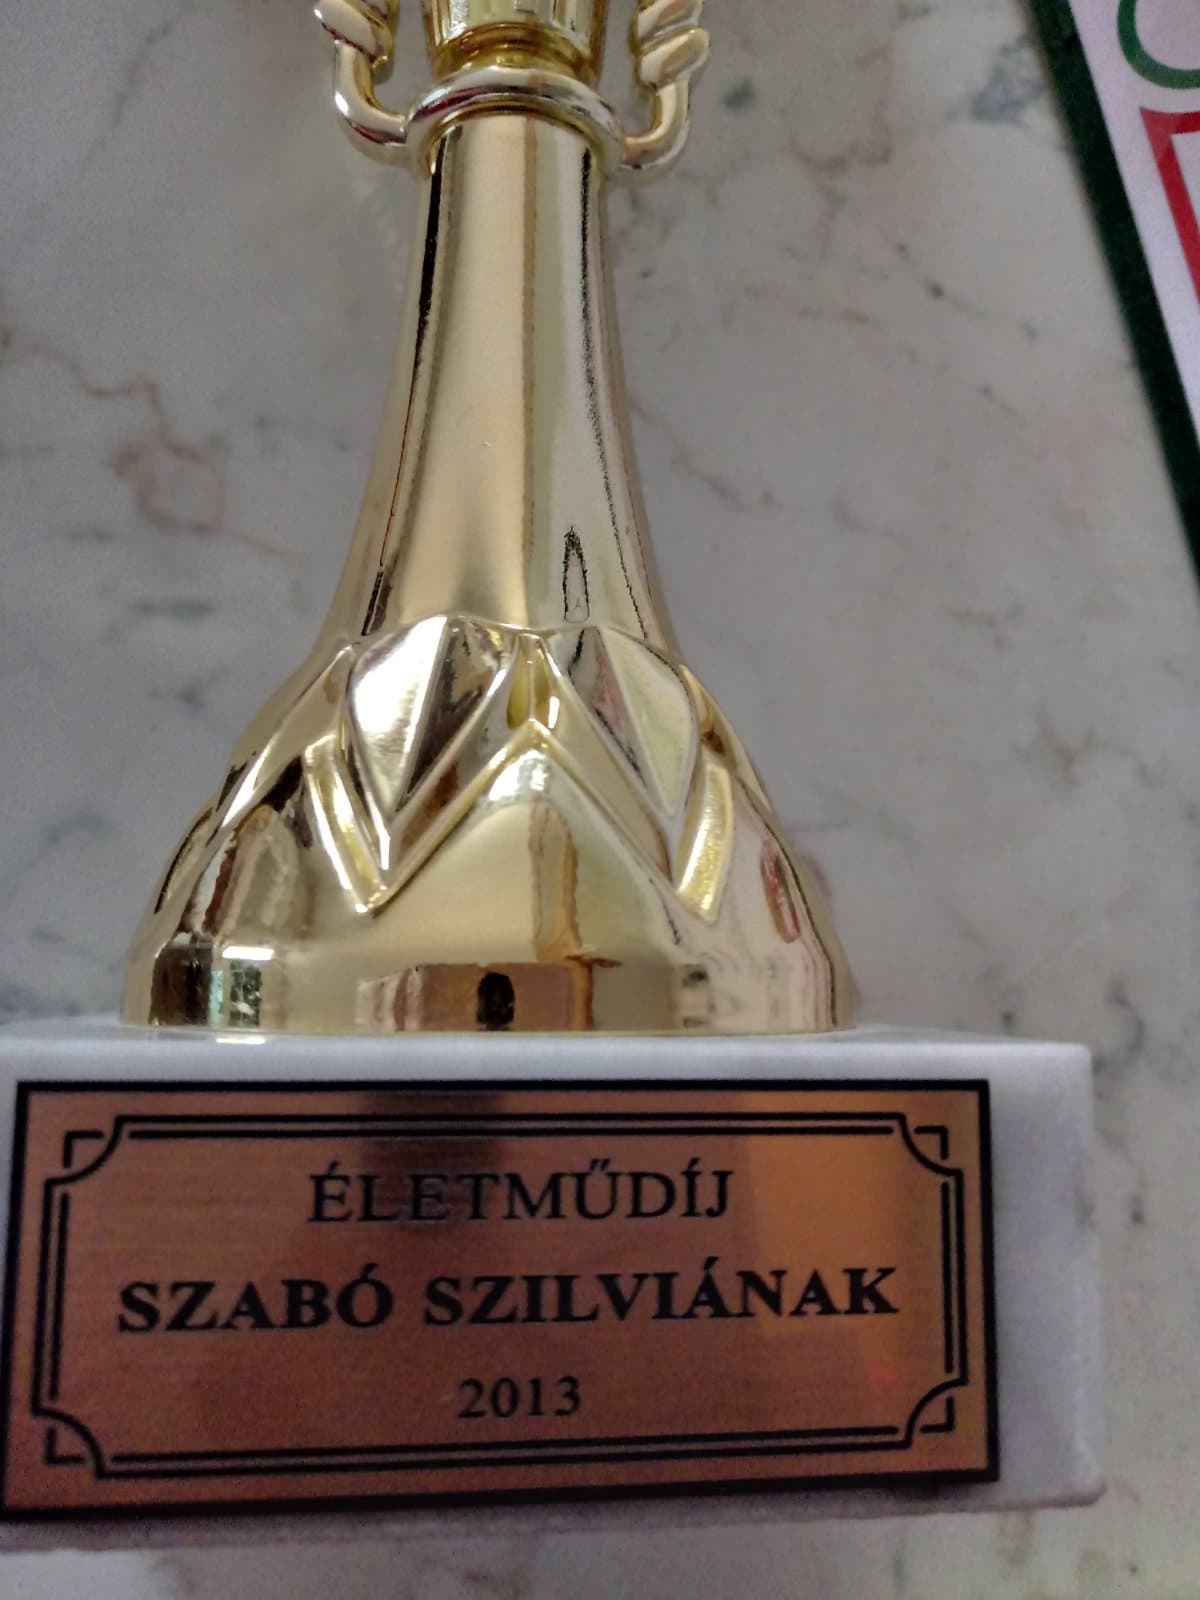 ÉLETMŰDÍJ
SZABÓ SZILVIÁNAK
2013